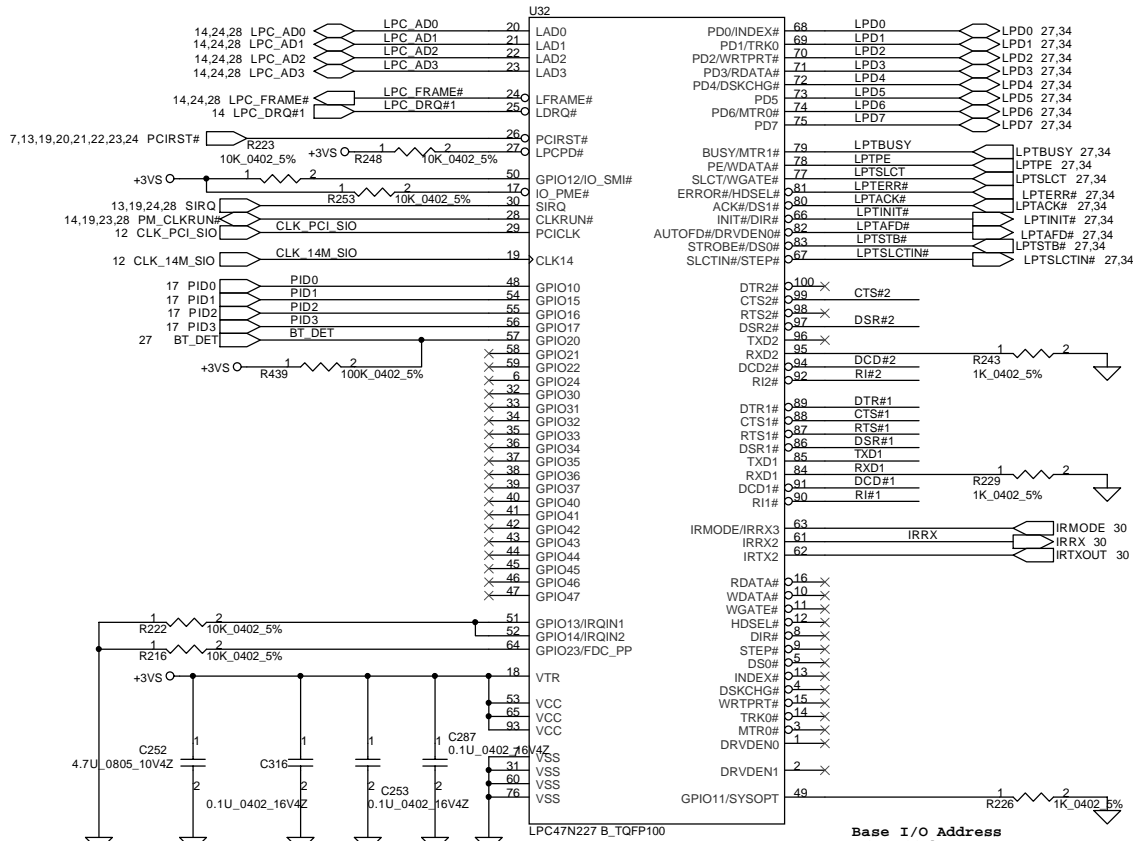 U32
14,24,28 LPC_AD0 LPC_AD0 20 LAD0 PD0/INDEX# 68 LPD0 LPD0 27,34
14,24,28 LPC_AD1 LPC_AD1 21 LAD1 PD1/TRK0 69 LPD1 LPD1 27,34
14,24,28 LPC_AD2 LPC_AD2 22 LAD2 PD2/WRTPRT# 70 LPD2 LPD2 27,34
14,24,28 LPC_AD3 LPC_AD3 23 LAD3 PD3/RDATA# 71 LPD3 LPD3 27,34
PD4/DSKCHG# 72 LPD4 LPD4 27,34
14,24,28 LPC_FRAME# LPC_FRAME# 24 LFRAME# PD5 73 LPD5 LPD5 27,34
14 LPC_DRQ#1 LPC_DRQ#1 25 LDRQ# PD6/MTR0# 74 LPD6 LPD6 27,34
PD7 75 LPD7 LPD7 27,34
7,13,19,20,21,22,23,24 PCIRST# 26 PCIRST#
R223 10K_0402_5%
+3VS R248 10K_0402_5% 27 LPCPD# BUSY/MTR1# 79 LPTBUSY LPTBUSY 27,34
PE/WDATA# 78 LPTPE LPTPE 27,34
+3VS 1 2 50 GPIO12/IO_SMI# SLCT/WGATE# 77 LPTSLCT LPTSLCT 27,34
1 2 17 IO_PME# ERROR#/HDSEL# 81 LPTERR# LPTERR# 27,34
R253 10K_0402_5%
13,19,24,28 SIRQ 30 SIRQ ACK#/DS1# 80 LPTACK# LPTACK# 27,34
14,19,23,28 PM_CLKRUN# 28 CLKRUN# INIT#/DIR# 66 LPTINIT# LPTINIT# 27,34
12 CLK_PCI_SIO CLK_PCI_SIO 29 PCICLK AUTOFD#/DRVDEN0# 82 LPTAFD# LPTAFD# 27,34
STROBE#/DS0# 83 LPTSTB# LPTSTB# 27,34
12 CLK_14M_SIO CLK_14M_SIO 19 CLK14 SLCTIN#/STEP# 67 LPTSLCTIN# LPTSLCTIN# 27,34
17 PID0 PID0 48 GPIO10 DTR2# 100
17 PID1 PID1 54 GPIO15 CTS2# 99 CTS#2
17 PID2 PID2 55 GPIO16 RTS2# 98
17 PID3 PID3 56 GPIO17 DSR2# 97 DSR#2
27 BT_DET BT_DET 57 GPIO20 TXD2 96
58 GPIO21 RXD2 95 R243 1 2 1K_0402_5%
+3VS R439 1 2 100K_0402_5% 59 GPIO22 DCD2# 94 DCD#2
6 GPIO24 RI2# 92 RI#2
32 GPIO30
33 GPIO31 DTR1# 89 DTR#1
34 GPIO32 CTS1# 88 CTS#1
35 GPIO33 RTS1# 87 RTS#1
36 GPIO34 DSR1# 86 DSR#1
37 GPIO35 TXD1 85 TXD1
38 GPIO36 RXD1 84 RXD1 R229 1 2 1K_0402_5%
39 GPIO37 DCD1# 91 DCD#1
40 GPIO40 RI1# 90 RI#1
41 GPIO41
42 GPIO42 IRMODE/IRRX3 63 IRMODE 30
43 GPIO43 IRRX2 61 IRRX IRRX 30
44 GPIO44 IRTX2 62 IRTXOUT 30
45 GPIO45
46 GPIO46 RDATA# 16
47 GPIO47 WDATA# 10
WGATE# 11
1 2 R222 10K_0402_5% 51 GPIO13/IRQIN1 HDSEL# 12
52 GPIO14/IRQIN2 DIR# 8
1 2 R216 10K_0402_5% 64 GPIO23/FDC_PP STEP# 9
DS0# 5
+3VS 18 VTR INDEX# 13
DSKCHG# 4
53 VCC WRTPRT# 15
65 VCC TRK0# 14
93 VCC MTR0# 3
DRVDEN0 1
C252 1 2 4.7U_0805_10V4Z
C316 1 2 0.1U_0402_16V4Z
C253 1 2 0.1U_0402_16V4Z
C287 1 2 0.1U_0402_16V4Z
7 VSS
31 VSS DRVDEN1 2
60 VSS
76 VSS GPIO11/SYSOPT 49 R226 1 2 1K_0402_5%
LPC47N227 B_TQFP100
Base I/O Address